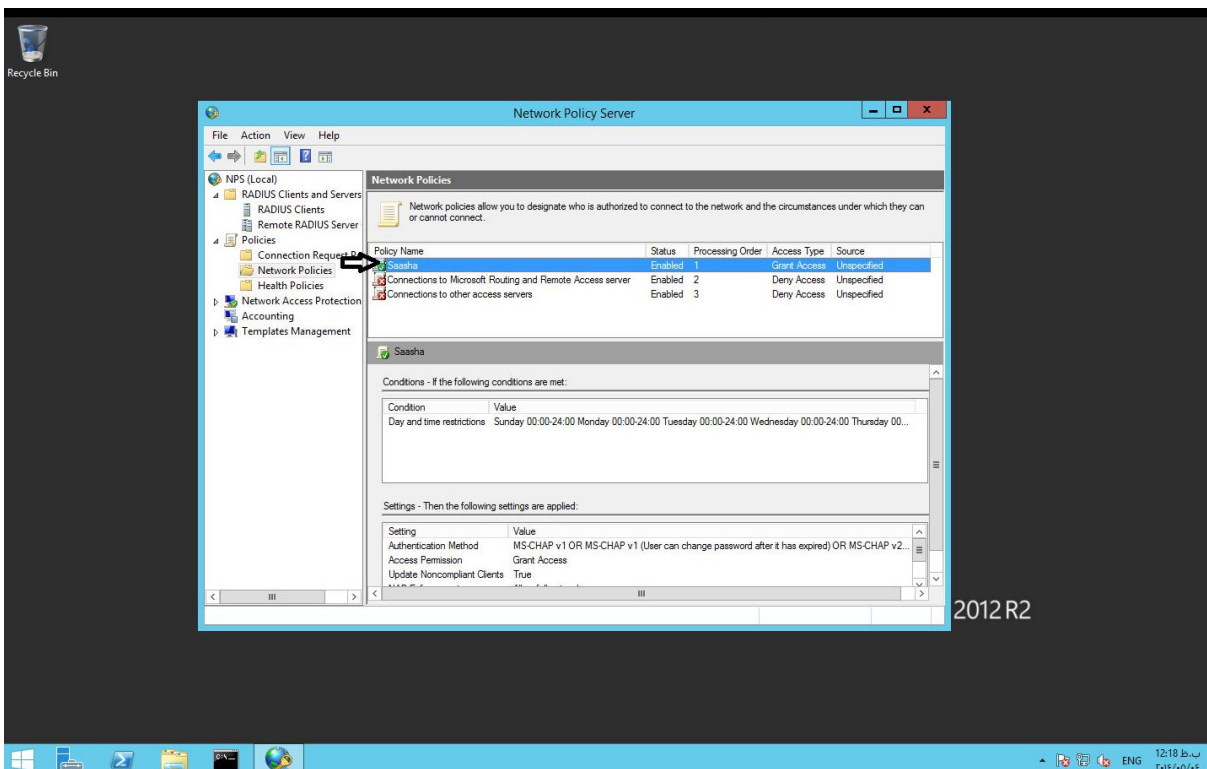 Recycle Bin
Network Policy Server
File Action View Help
NPS (Local)
RADIUS Clients and Servers
RADIUS Clients
Remote RADIUS Server
Policies
Connection Request P
Network Policies
Health Policies
Network Access Protection
Accounting
Templates Management
Network Policies
Network policies allow you to designate who is authorized to connect to the network and the circumstances under which they can
or cannot connect.
Policy Name Status Processing Order Access Type Source
Saasha Enabled 1 Grant Access Unspecified
Connections to Microsoft Routing and Remote Access server Enabled 2 Deny Access Unspecified
Connections to other access servers Enabled 3 Deny Access Unspecified
Saasha
Conditions - If the following conditions are met:
Condition Value
Day and time restrictions Sunday 00:00-24:00 Monday 00:00-24:00 Tuesday 00:00-24:00 Wednesday 00:00-24:00 Thursday 00...
Settings - Then the following settings are applied:
Setting Value
Authentication Method MS-CHAP v1 OR MS-CHAP v1 (User can change password after it has expired) OR MS-CHAP v2...
Access Permission Grant Access
Update Noncompliant Clients True
2012 R2
ENG
12:18 ب.ظ